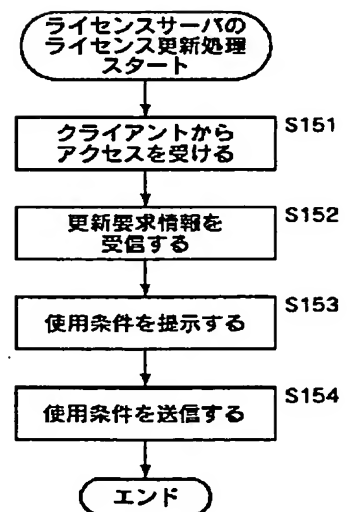 ライセンスサーバの
ライセンス更新処理
スタート
クライアントから
アクセスを受ける
S151
更新要求情報を
受信する
S152
使用条件を提示する
S153
使用条件を送信する
S154
エンド